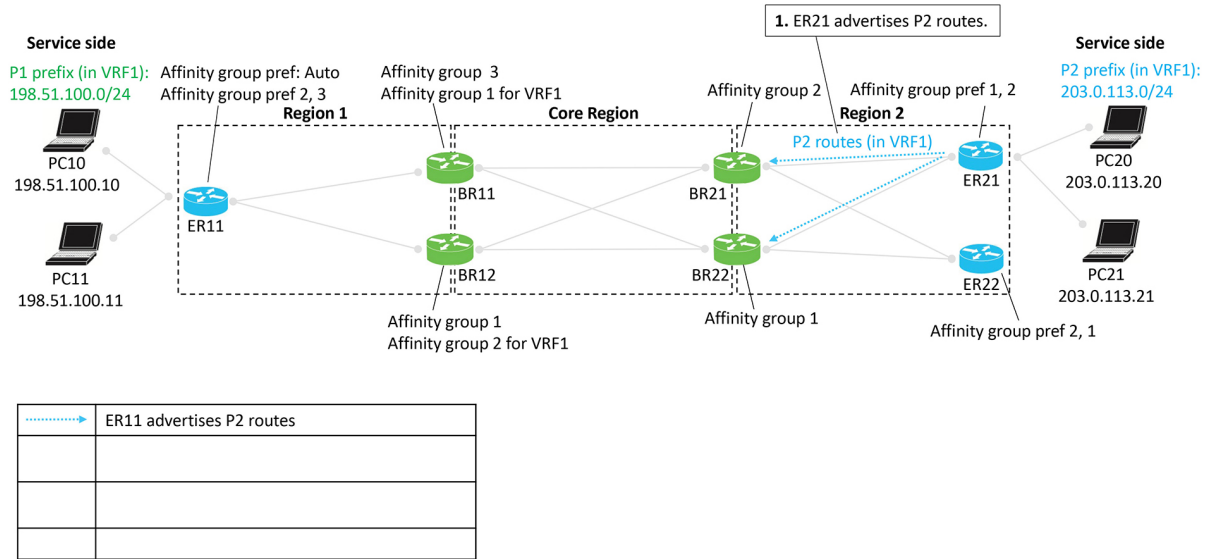 1. ER21 advertises P2 routes.
Service side
P1 prefix (in VRF1):
198.51.100.0/24
Affinity group pref: Auto
Affinity group pref 2, 3
Affinity group 3
Affinity group 1 for VRF1
Affinity group 2
Affinity group pref 1, 2
Service side
P2 prefix (in VRF1):
203.0.113.0/24
Region 1
Core Region
Region 2
P2 routes (in VRF1)
PC10
198.51.100.10
ER11
BR11
BR21
ER21
PC20
203.0.113.20
PC11
198.51.100.11
BR12
BR22
ER22
PC21
203.0.113.21
Affinity group 1
Affinity group 2 for VRF1
Affinity group 1
Affinity group pref 2, 1
ER11 advertises P2 routes